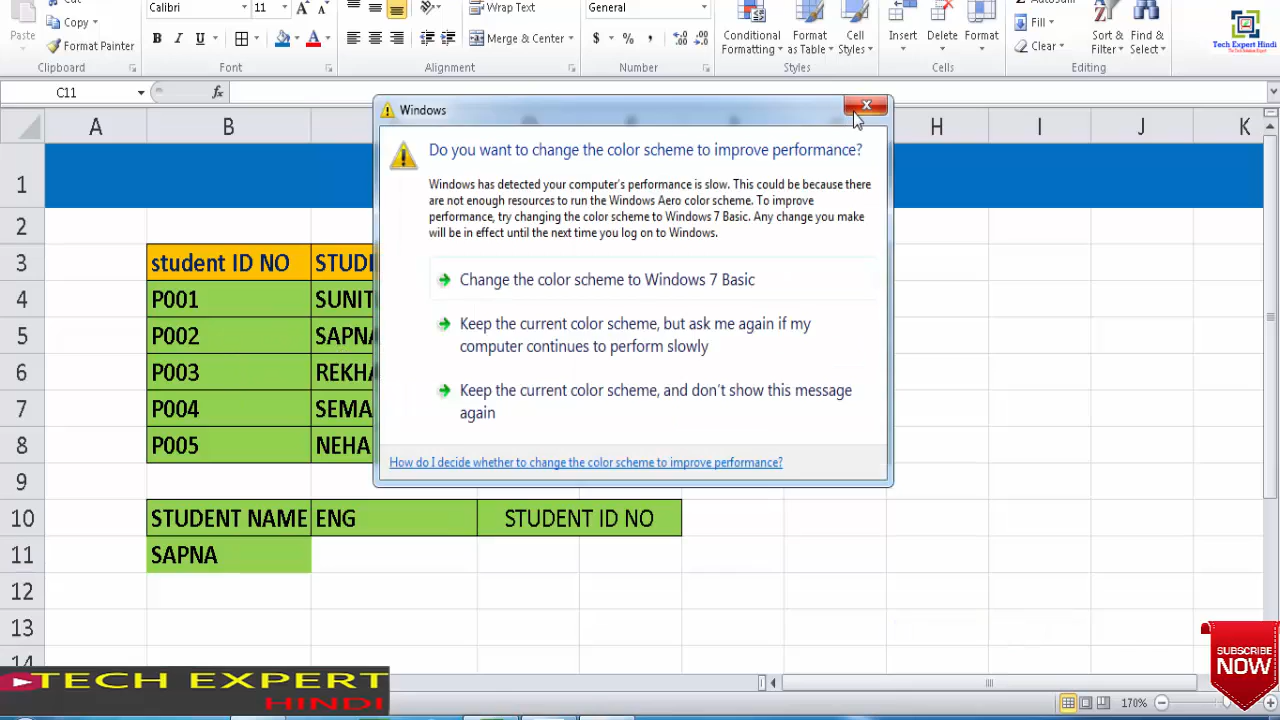 Cut
Calibri 11 A A Wrap Text General
Copy
Paste
Format Painter
B I U Merge & Center $ % , Conditional Formatting Format as Table Cell Styles Insert Delete Format
AutoSum
Fill
Clear
Sort & Filter
Find & Select
Tech Expert Hindi
Clipboard Font Alignment Number Styles Cells Editing
C11 fx
A B H I J K
1
2
3 student ID NO
4 P001
5 P002
6 P003
7 P004
8 P005 NEHA
9
10 STUDENT NAME ENG STUDENT ID NO
11 SAPNA
12
13
14
Windows
Do you want to change the color scheme to improve performance?
Windows has detected your computer's performance is slow. This could be because there
are not enough resources to run the Windows Aero color scheme. To improve
performance, try changing the color scheme to Windows 7 Basic. Any change you make
will be in effect until the next time you log on to Windows.
Change the color scheme to Windows 7 Basic
Keep the current color scheme, but ask me again if my
computer continues to perform slowly
Keep the current color scheme, and don't show this message
again
How do I decide whether to change the color scheme to improve performance?
TECH EXPERT
HINDI
SUBSCRIBE
NOW
170%